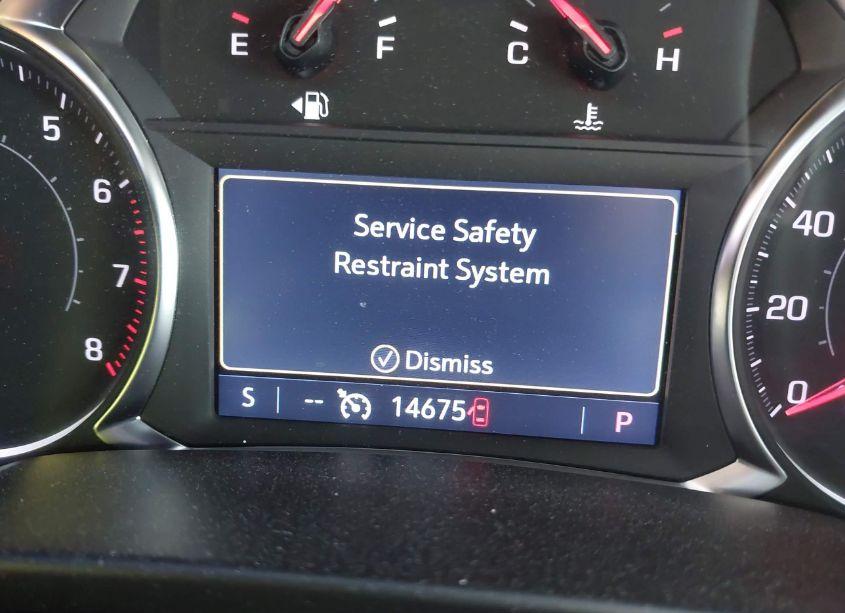 E F C H
5
6
7
8
40
20
0
Service Safety
Restraint System
Dismiss
S -- 14675 P